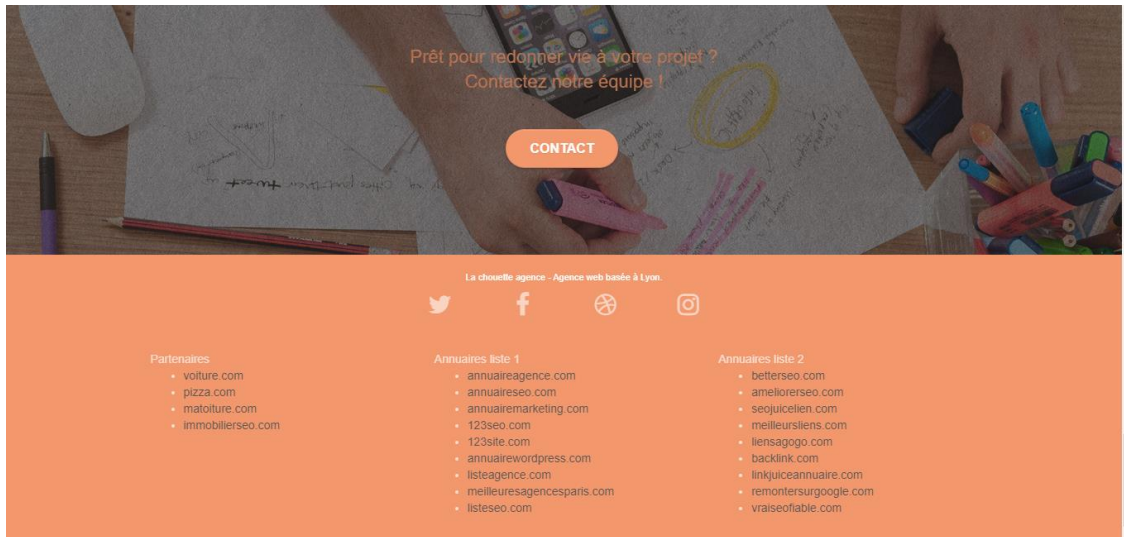 Prêt pour redonner vie à votre projet ?
Contactez notre équipe !
CONTACT
tweet
La chouette agence - Agence web basée à Lyon.
Partenaires
voiture.com
pizza.com
matoiture.com
immobilierseo.com
Annuaires liste 1
annuaireagence.com
annuaireseo.com
annuairemarketing.com
123seo.com
123site.com
annuairewordpress.com
listeagence.com
meilleuresagencesparis.com
listeseo.com
Annuaires liste 2
betterseo.com
ameliorerseo.com
seojuicelien.com
meilleursliens.com
liensagogo.com
backlink.com
linkjuiceannuaire.com
remontersurgoogle.com
vraiseofiable.com